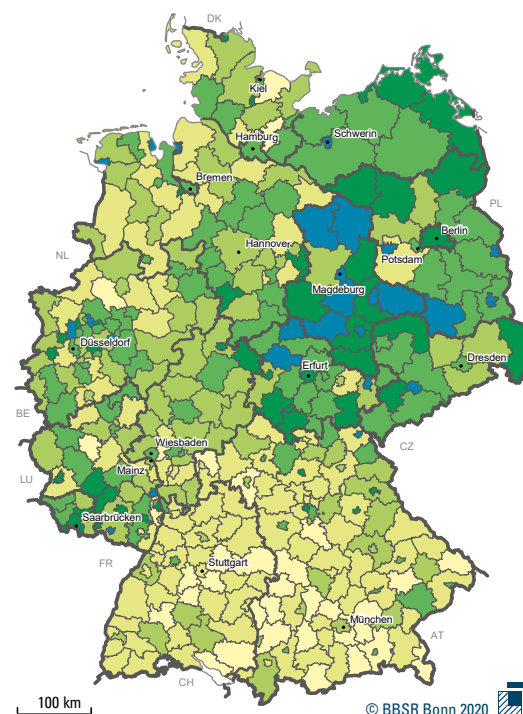 DK
Kiel
Hamburg
Schwerin
Bremen
PL
Berlin
Hannover
Potsdam
NL
Magdeburg
Düsseldorf
Dresden
Erfurt
BE
CZ
Wiesbaden
Mainz
LU
Saarbrücken
FR
Stuttgart
München
AT
CH
100 km
© BBSR Bonn 2020